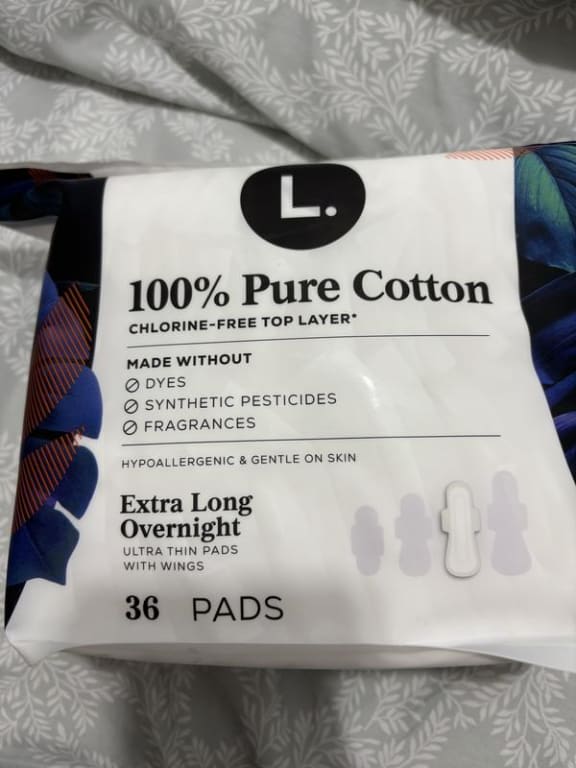 L.
100% Pure Cotton
CHLORINE-FREE TOP LAYER*
MADE WITHOUT
DYES
SYNTHETIC PESTICIDES
FRAGRANCES
HYPOALLERGENIC & GENTLE ON SKIN
Extra Long
Overnight
ULTRA THIN PADS
WITH WINGS
36 PADS